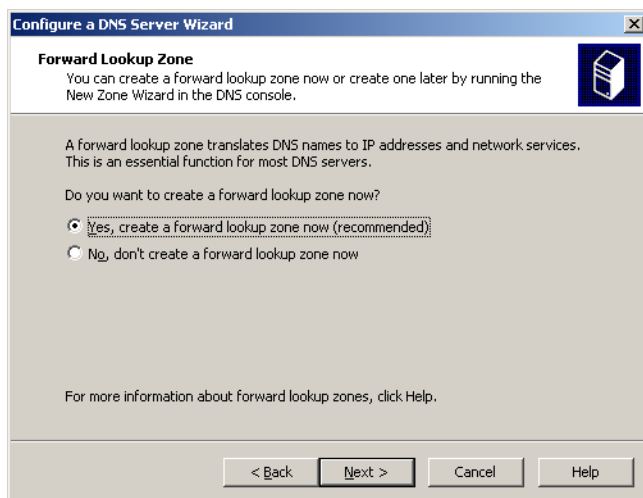 Configure a DNS Server Wizard
Forward Lookup Zone
You can create a forward lookup zone now or create one later by running the
New Zone Wizard in the DNS console.
A forward lookup zone translates DNS names to IP addresses and network services.
This is an essential function for most DNS servers.
Do you want to create a forward lookup zone now?
Yes, create a forward lookup zone now (recommended)
No, don't create a forward lookup zone now
For more information about forward lookup zones, click Help.
< Back Next > Cancel Help